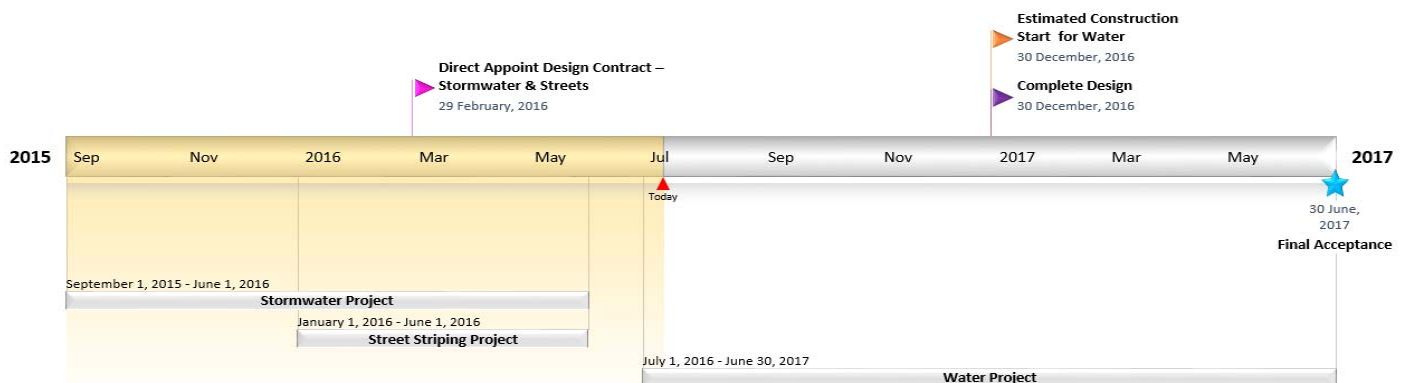 Estimated Construction
Start for Water
30 December, 2016
Direct Appoint Design Contract –
Stormwater & Streets
29 February, 2016
Complete Design
30 December, 2016
2015 Sep Nov 2016 Mar May Jul Sep Nov 2017 Mar May 2017
Today
30 June,
2017
Final Acceptance
September 1, 2015 - June 1, 2016
Stormwater Project
January 1, 2016 - June 1, 2016
Street Striping Project
July 1, 2016 - June 30, 2017
Water Project